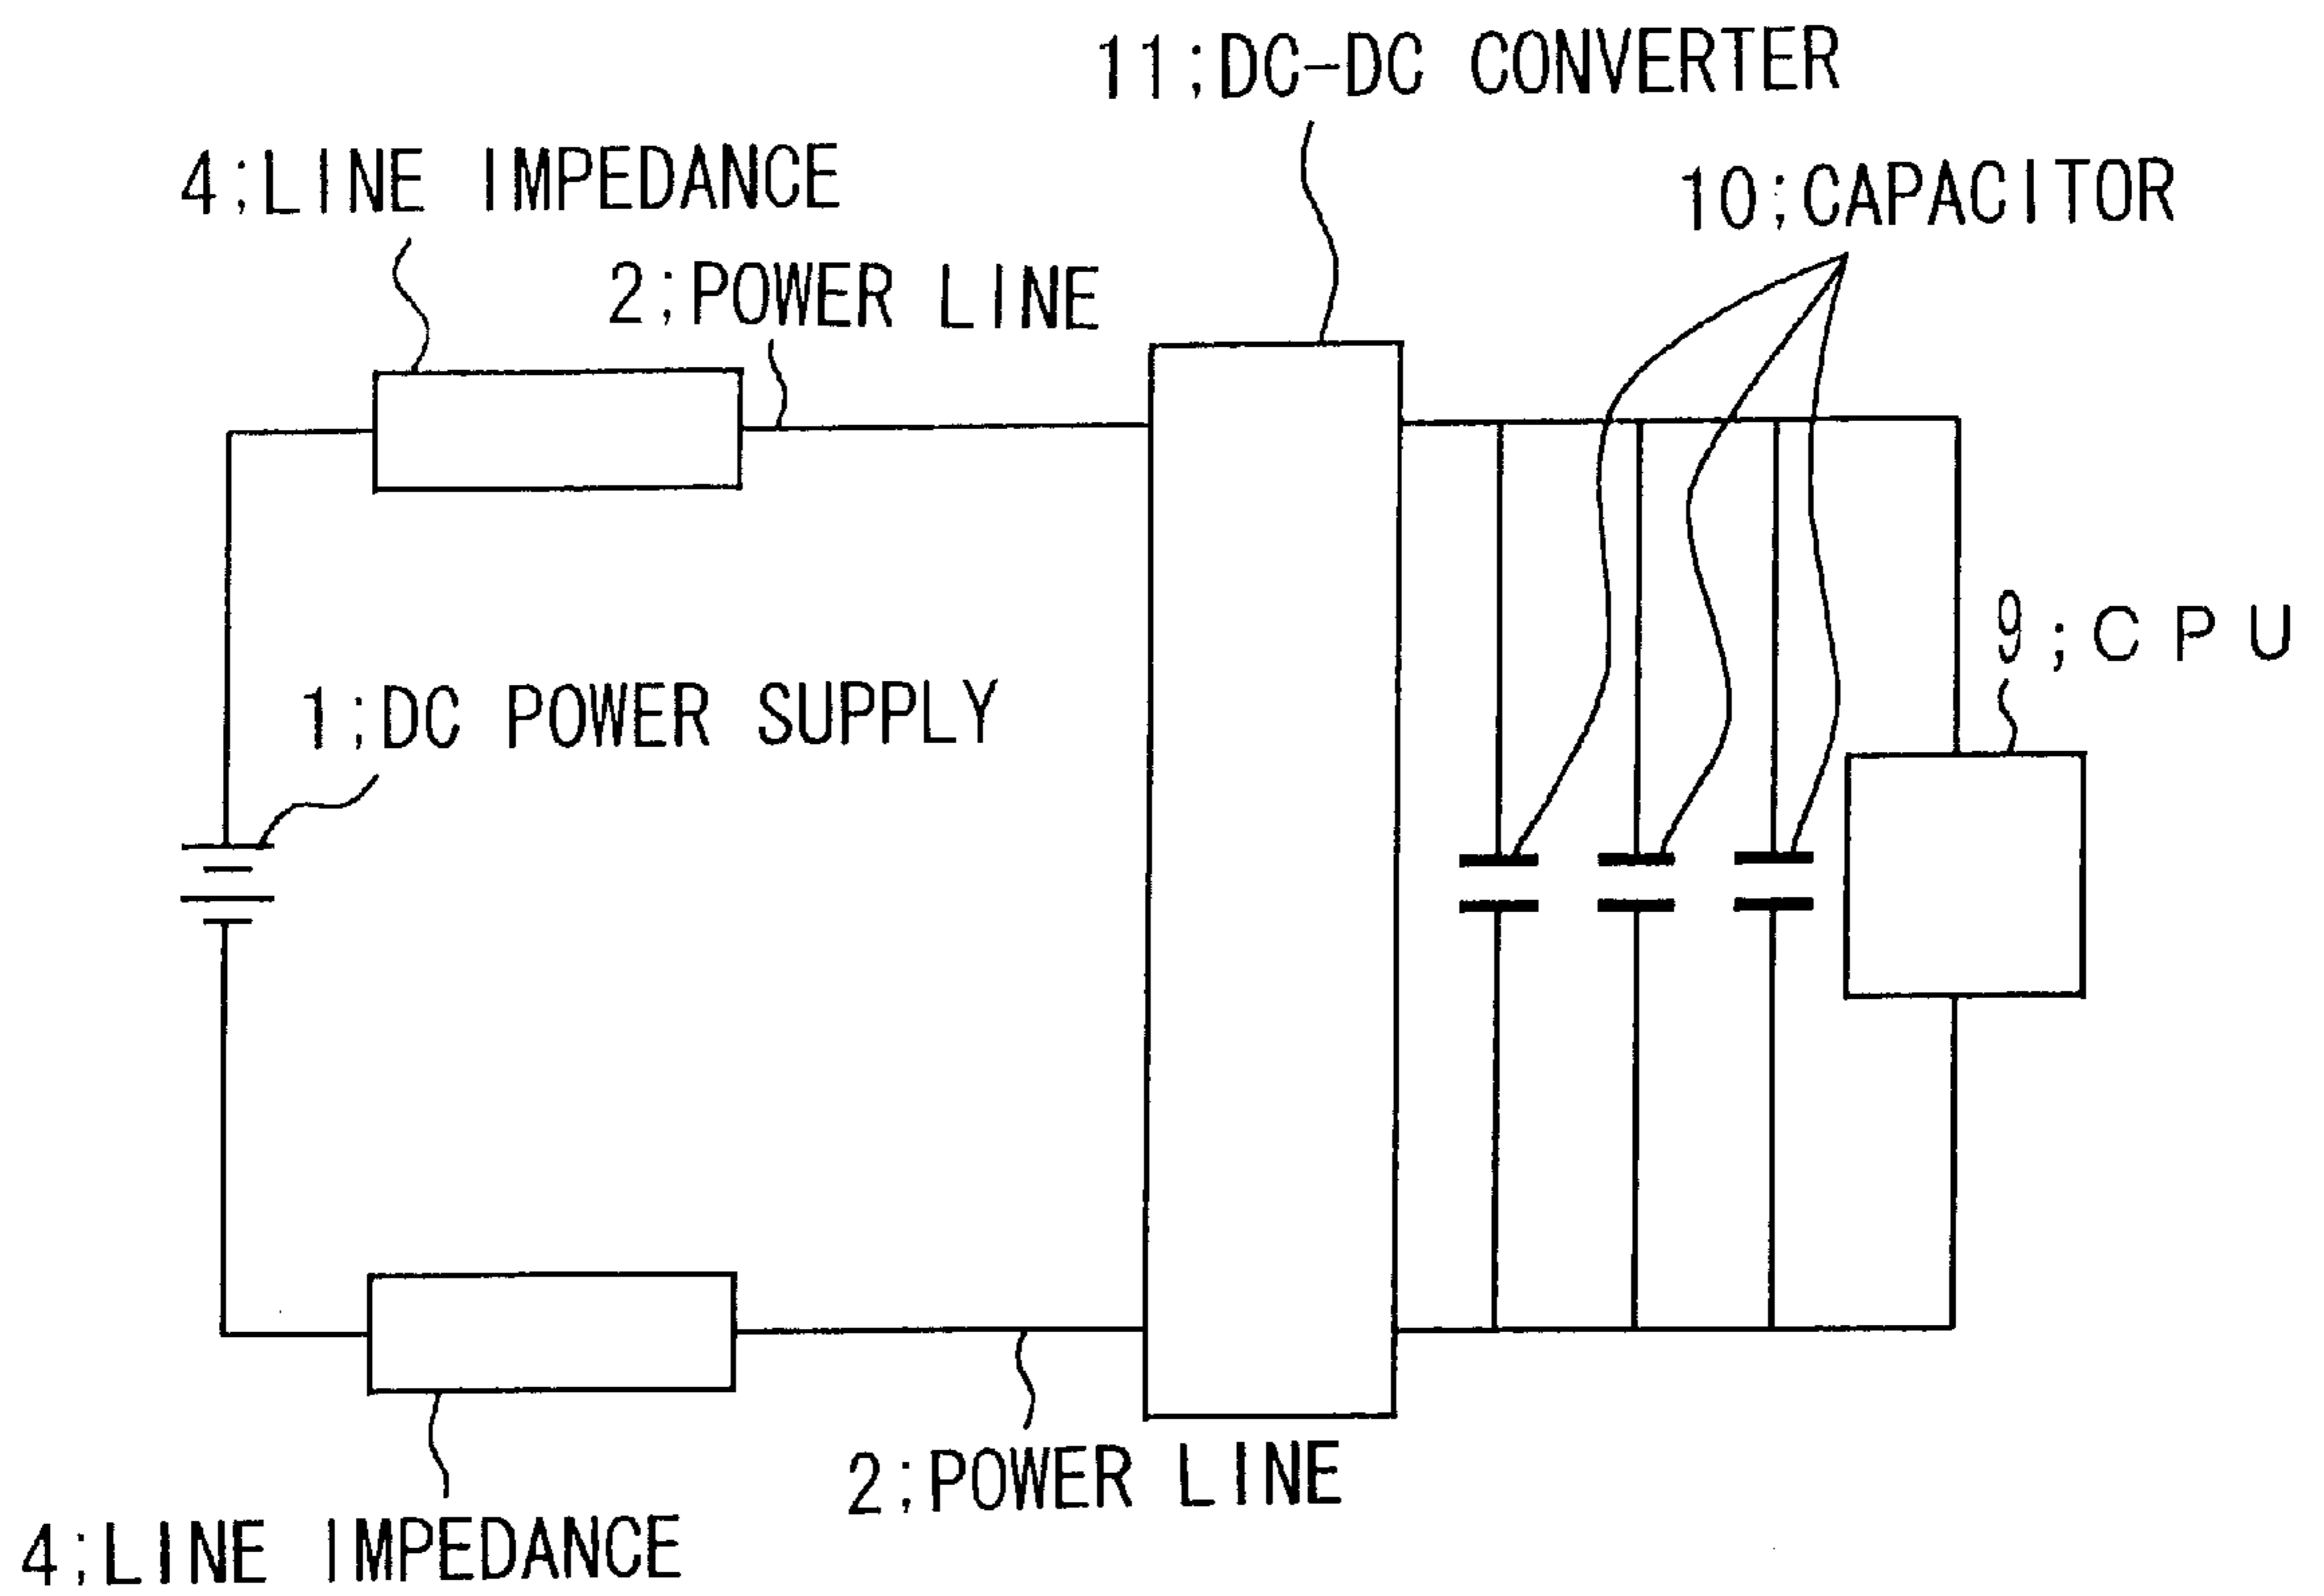 11;DC-DC CONVERTER
4;LINE IMPEDANCE
10;CAPACITOR
2;POWER LINE
9;CPU
1;DC POWER SUPPLY
2;POWER LINE
4;LINE IMPEDANCE